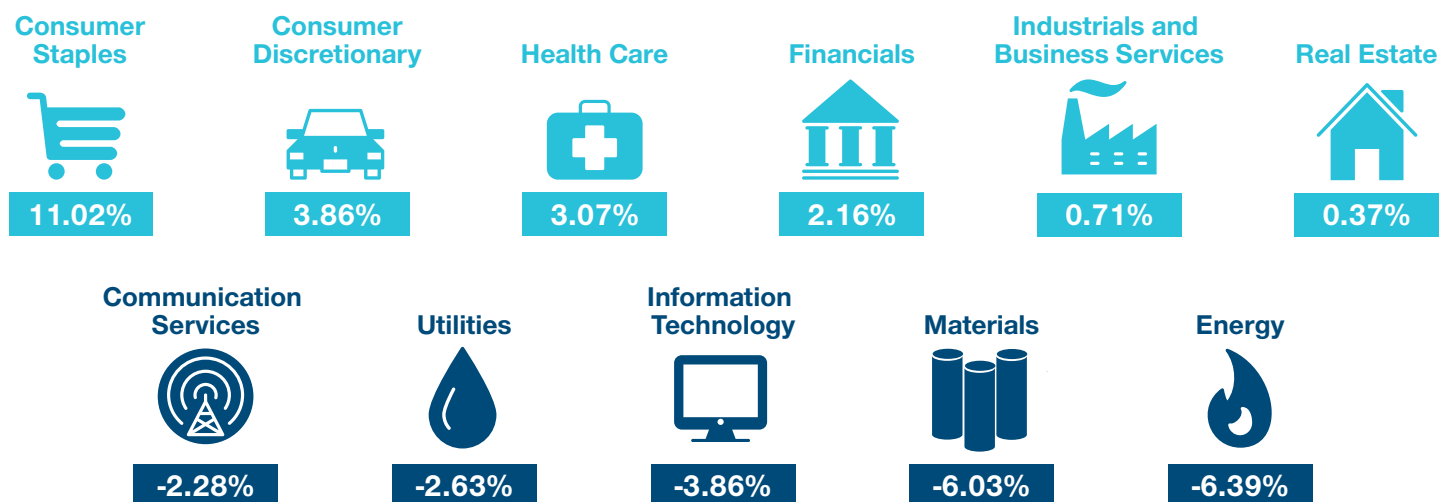 Consumer
Staples
Consumer
Discretionary
Health Care
Financials
Industrials and
Business Services
Real Estate
11.02%
3.86%
3.07%
2.16%
0.71%
0.37%
Communication
Services
Utilities
Information
Technology
Materials
Energy
-2.28%
-2.63%
-3.86%
-6.03%
-6.39%